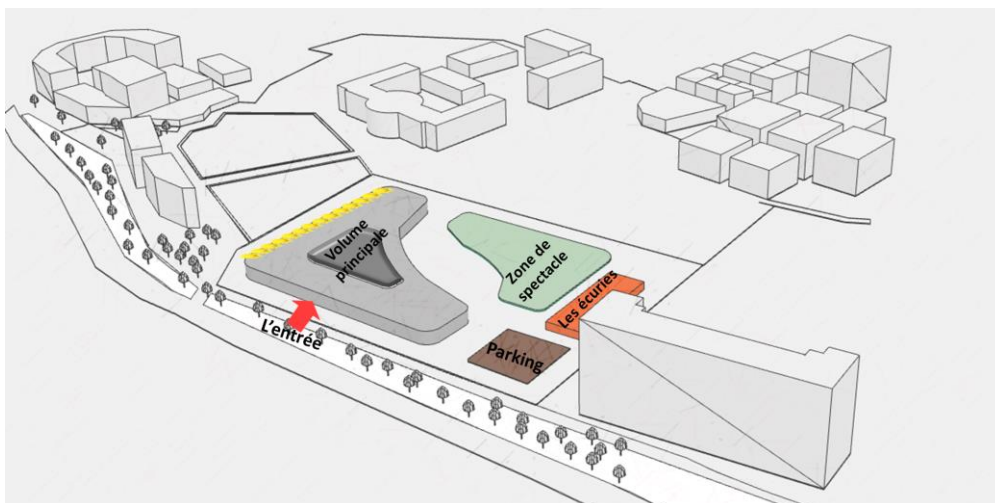 Volume
principale
Zone de
spectacle
Les écuries
L'entrée
Parking